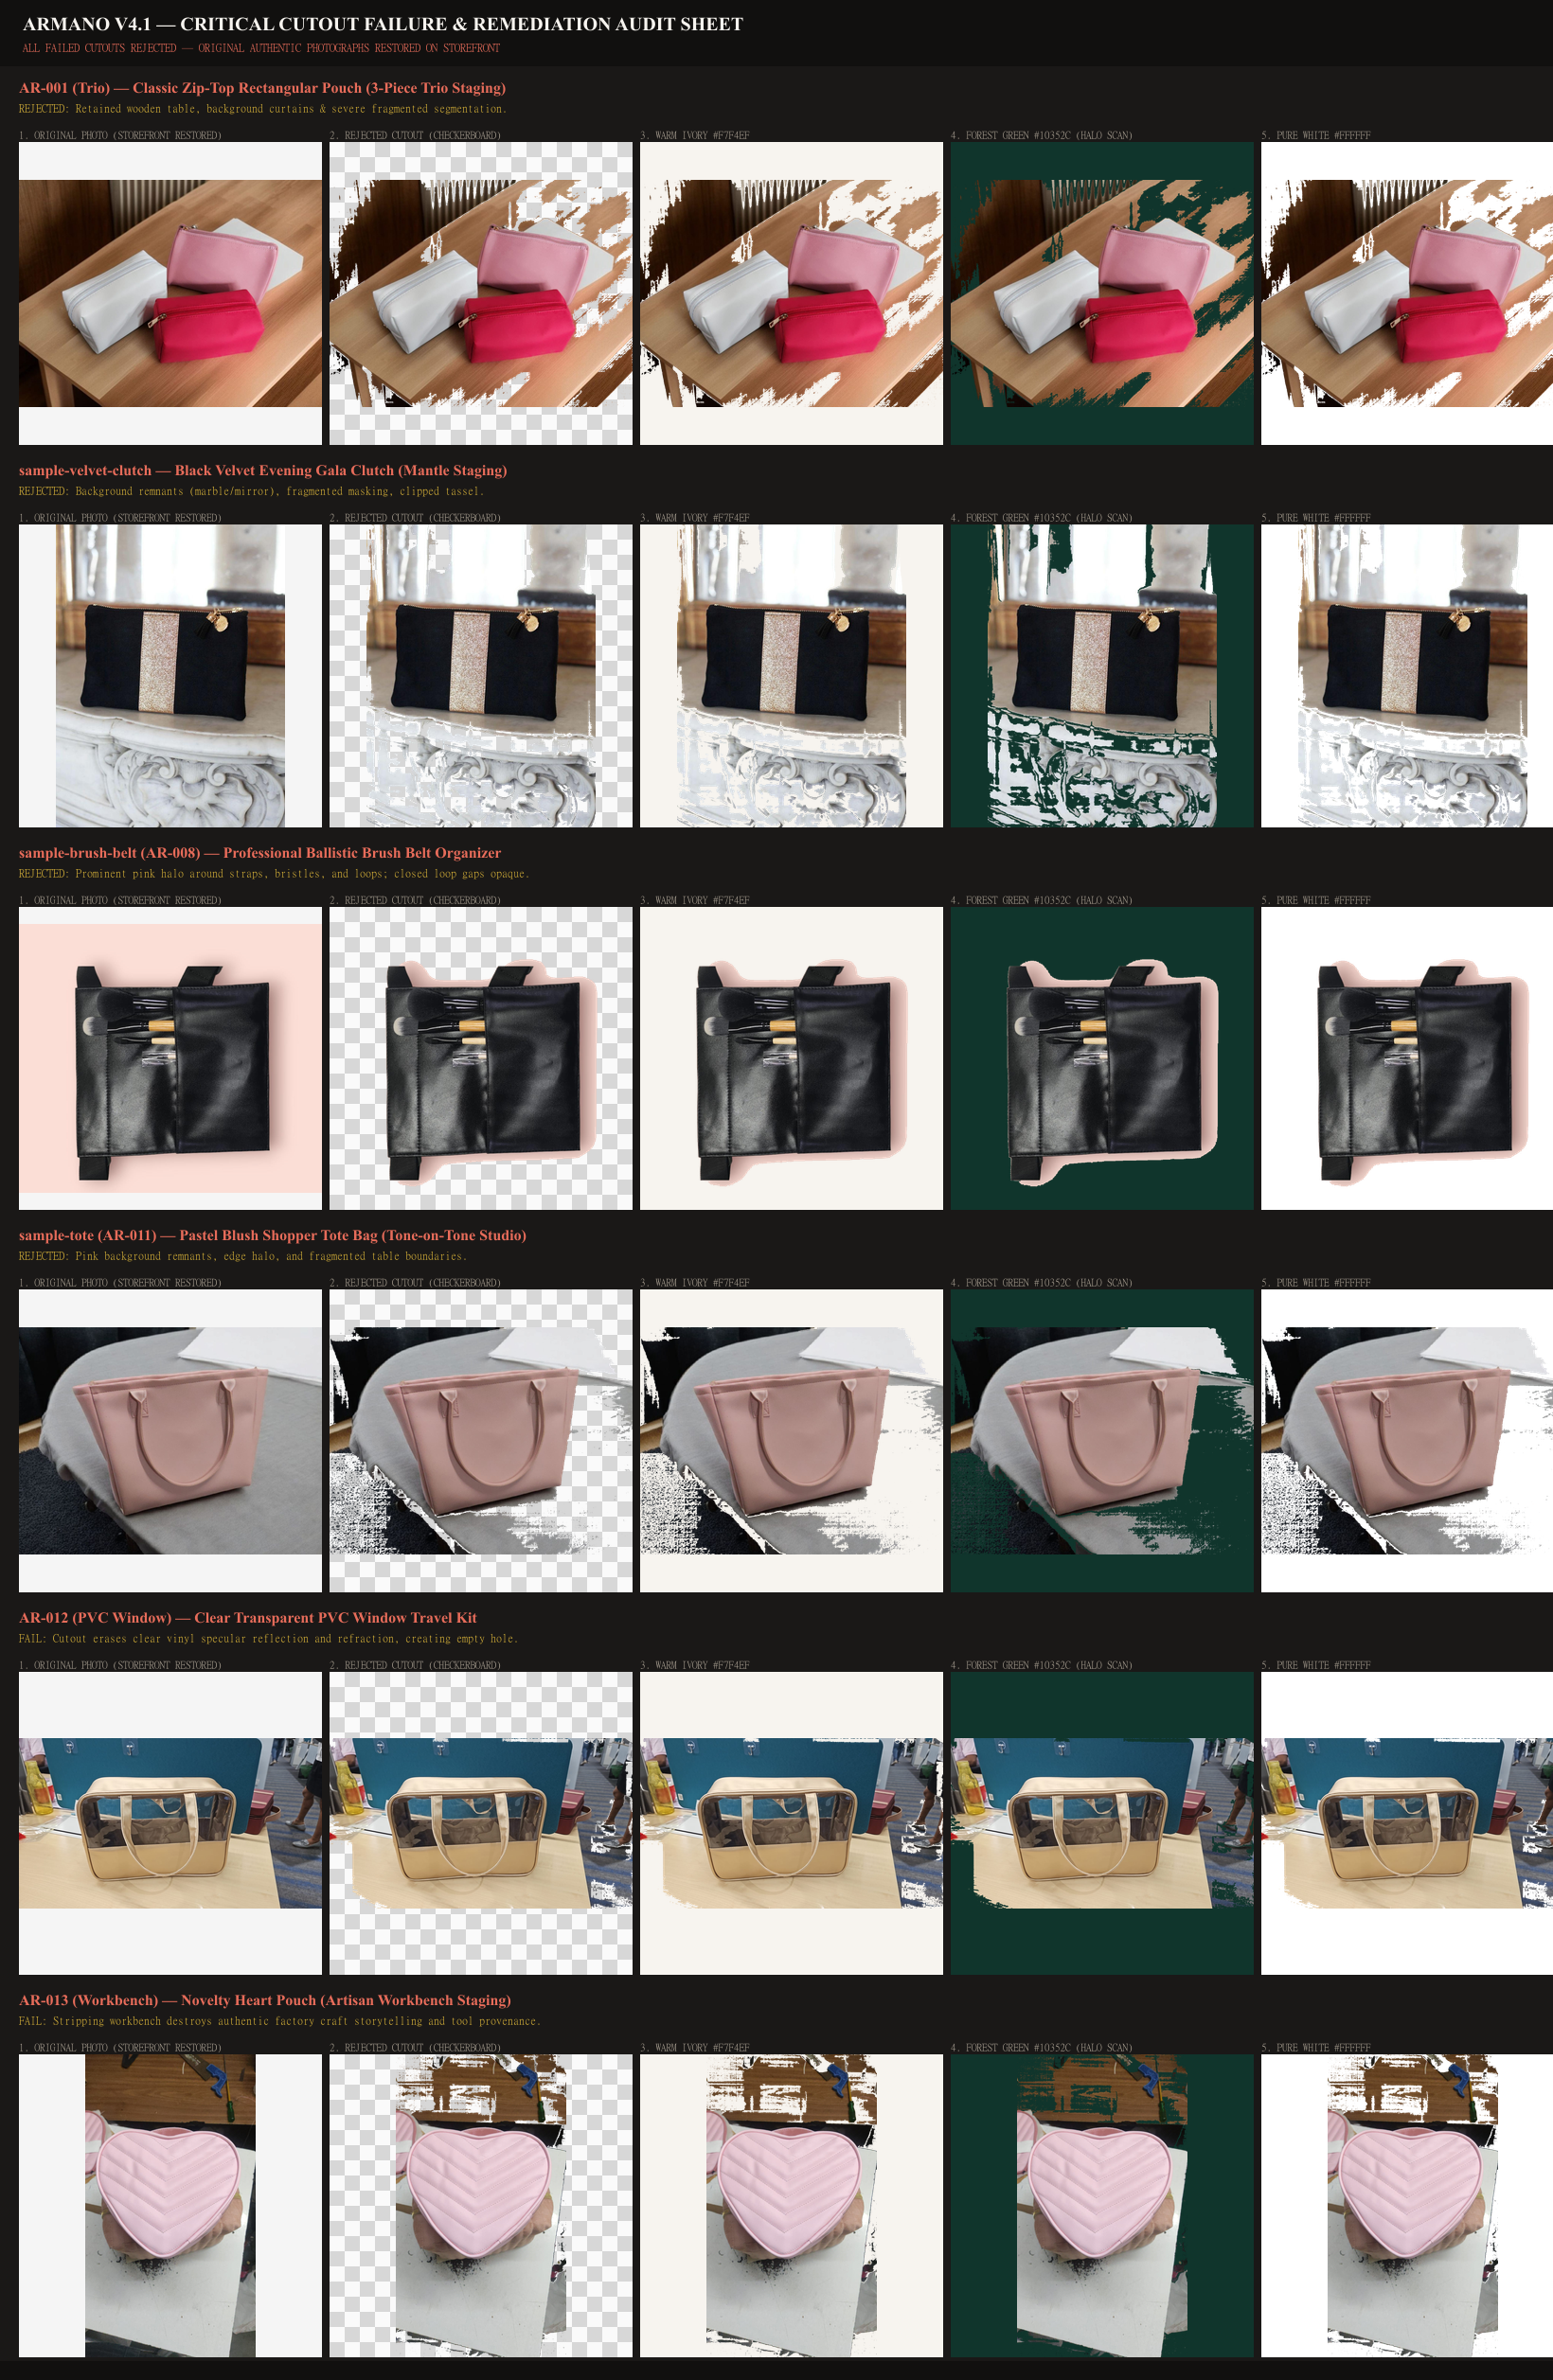 ARMANO V4.1 — CRITICAL CUTOUT FAILURE & REMEDIATION AUDIT SHEET
ALL FAILED CUTOUTS REJECTED — ORIGINAL AUTHENTIC PHOTOGRAPHS RESTORED ON STOREFRONT
AR-001 (Trio) — Classic Zip-Top Rectangular Pouch (3-Piece Trio Staging)
REJECTED: Retained wooden table, background curtains & severe fragmented segmentation.
1. ORIGINAL PHOTO (STOREFRONT RESTORED) 2. REJECTED CUTOUT (CHECKERBOARD) 3. WARM IVORY #F7F4EF 4. FOREST GREEN #10352C (HALO SCAN) 5. PURE WHITE #FFFFFF
sample-velvet-clutch — Black Velvet Evening Gala Clutch (Mantle Staging)
REJECTED: Background remnants (marble/mirror), fragmented masking, clipped tassel.
1. ORIGINAL PHOTO (STOREFRONT RESTORED) 2. REJECTED CUTOUT (CHECKERBOARD) 3. WARM IVORY #F7F4EF 4. FOREST GREEN #10352C (HALO SCAN) 5. PURE WHITE #FFFFFF
sample-brush-belt (AR-008) — Professional Ballistic Brush Belt Organizer
REJECTED: Prominent pink halo around straps, bristles, and loops; closed loop gaps opaque.
1. ORIGINAL PHOTO (STOREFRONT RESTORED) 2. REJECTED CUTOUT (CHECKERBOARD) 3. WARM IVORY #F7F4EF 4. FOREST GREEN #10352C (HALO SCAN) 5. PURE WHITE #FFFFFF
sample-tote (AR-011) — Pastel Blush Shopper Tote Bag (Tone-on-Tone Studio)
REJECTED: Pink background remnants, edge halo, and fragmented table boundaries.
1. ORIGINAL PHOTO (STOREFRONT RESTORED) 2. REJECTED CUTOUT (CHECKERBOARD) 3. WARM IVORY #F7F4EF 4. FOREST GREEN #10352C (HALO SCAN) 5. PURE WHITE #FFFFFF
AR-012 (PVC Window) — Clear Transparent PVC Window Travel Kit
FAIL: Cutout erases clear vinyl specular reflection and refraction, creating empty hole.
1. ORIGINAL PHOTO (STOREFRONT RESTORED) 2. REJECTED CUTOUT (CHECKERBOARD) 3. WARM IVORY #F7F4EF 4. FOREST GREEN #10352C (HALO SCAN) 5. PURE WHITE #FFFFFF
AR-013 (Workbench) — Novelty Heart Pouch (Artisan Workbench Staging)
FAIL: Stripping workbench destroys authentic factory craft storytelling and tool provenance.
1. ORIGINAL PHOTO (STOREFRONT RESTORED) 2. REJECTED CUTOUT (CHECKERBOARD) 3. WARM IVORY #F7F4EF 4. FOREST GREEN #10352C (HALO SCAN) 5. PURE WHITE #FFFFFF